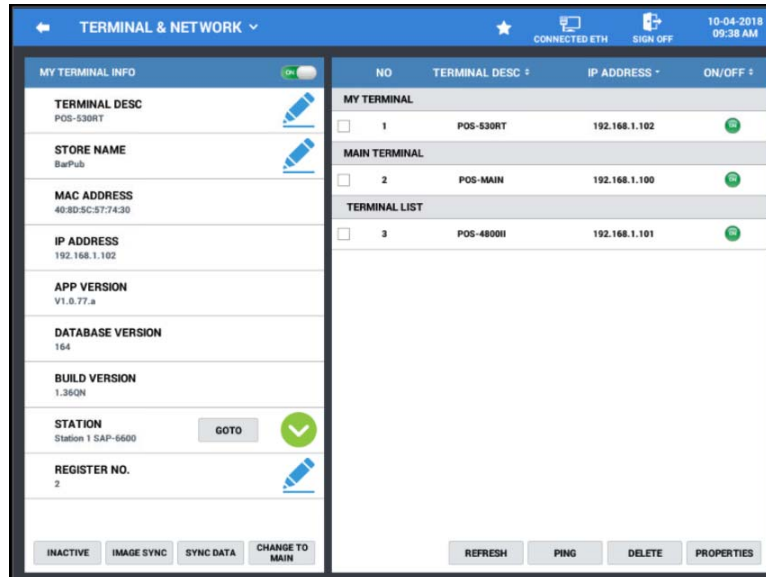 TERMINAL & NETWORK
CONNECTED ETH
SIGN OFF
10-04-2018
09:38 AM
MY TERMINAL INFO
ON
TERMINAL DESC
POS-530RT
STORE NAME
BarPub
MAC ADDRESS
40:8D:5C:57:74:30
IP ADDRESS
192.168.1.102
APP VERSION
V1.0.77.a
DATABASE VERSION
164
BUILD VERSION
1.36QN
STATION
Station 1 SAP-6600
GOTO
REGISTER NO.
2
INACTIVE
IMAGE SYNC
SYNC DATA
CHANGE TO
MAIN
NO TERMINAL DESC IP ADDRESS ON/OFF
MY TERMINAL
1 POS-530RT 192.168.1.102 ON
MAIN TERMINAL
2 POS-MAIN 192.168.1.100 ON
TERMINAL LIST
3 POS-4800II 192.168.1.101 ON
REFRESH
PING
DELETE
PROPERTIES